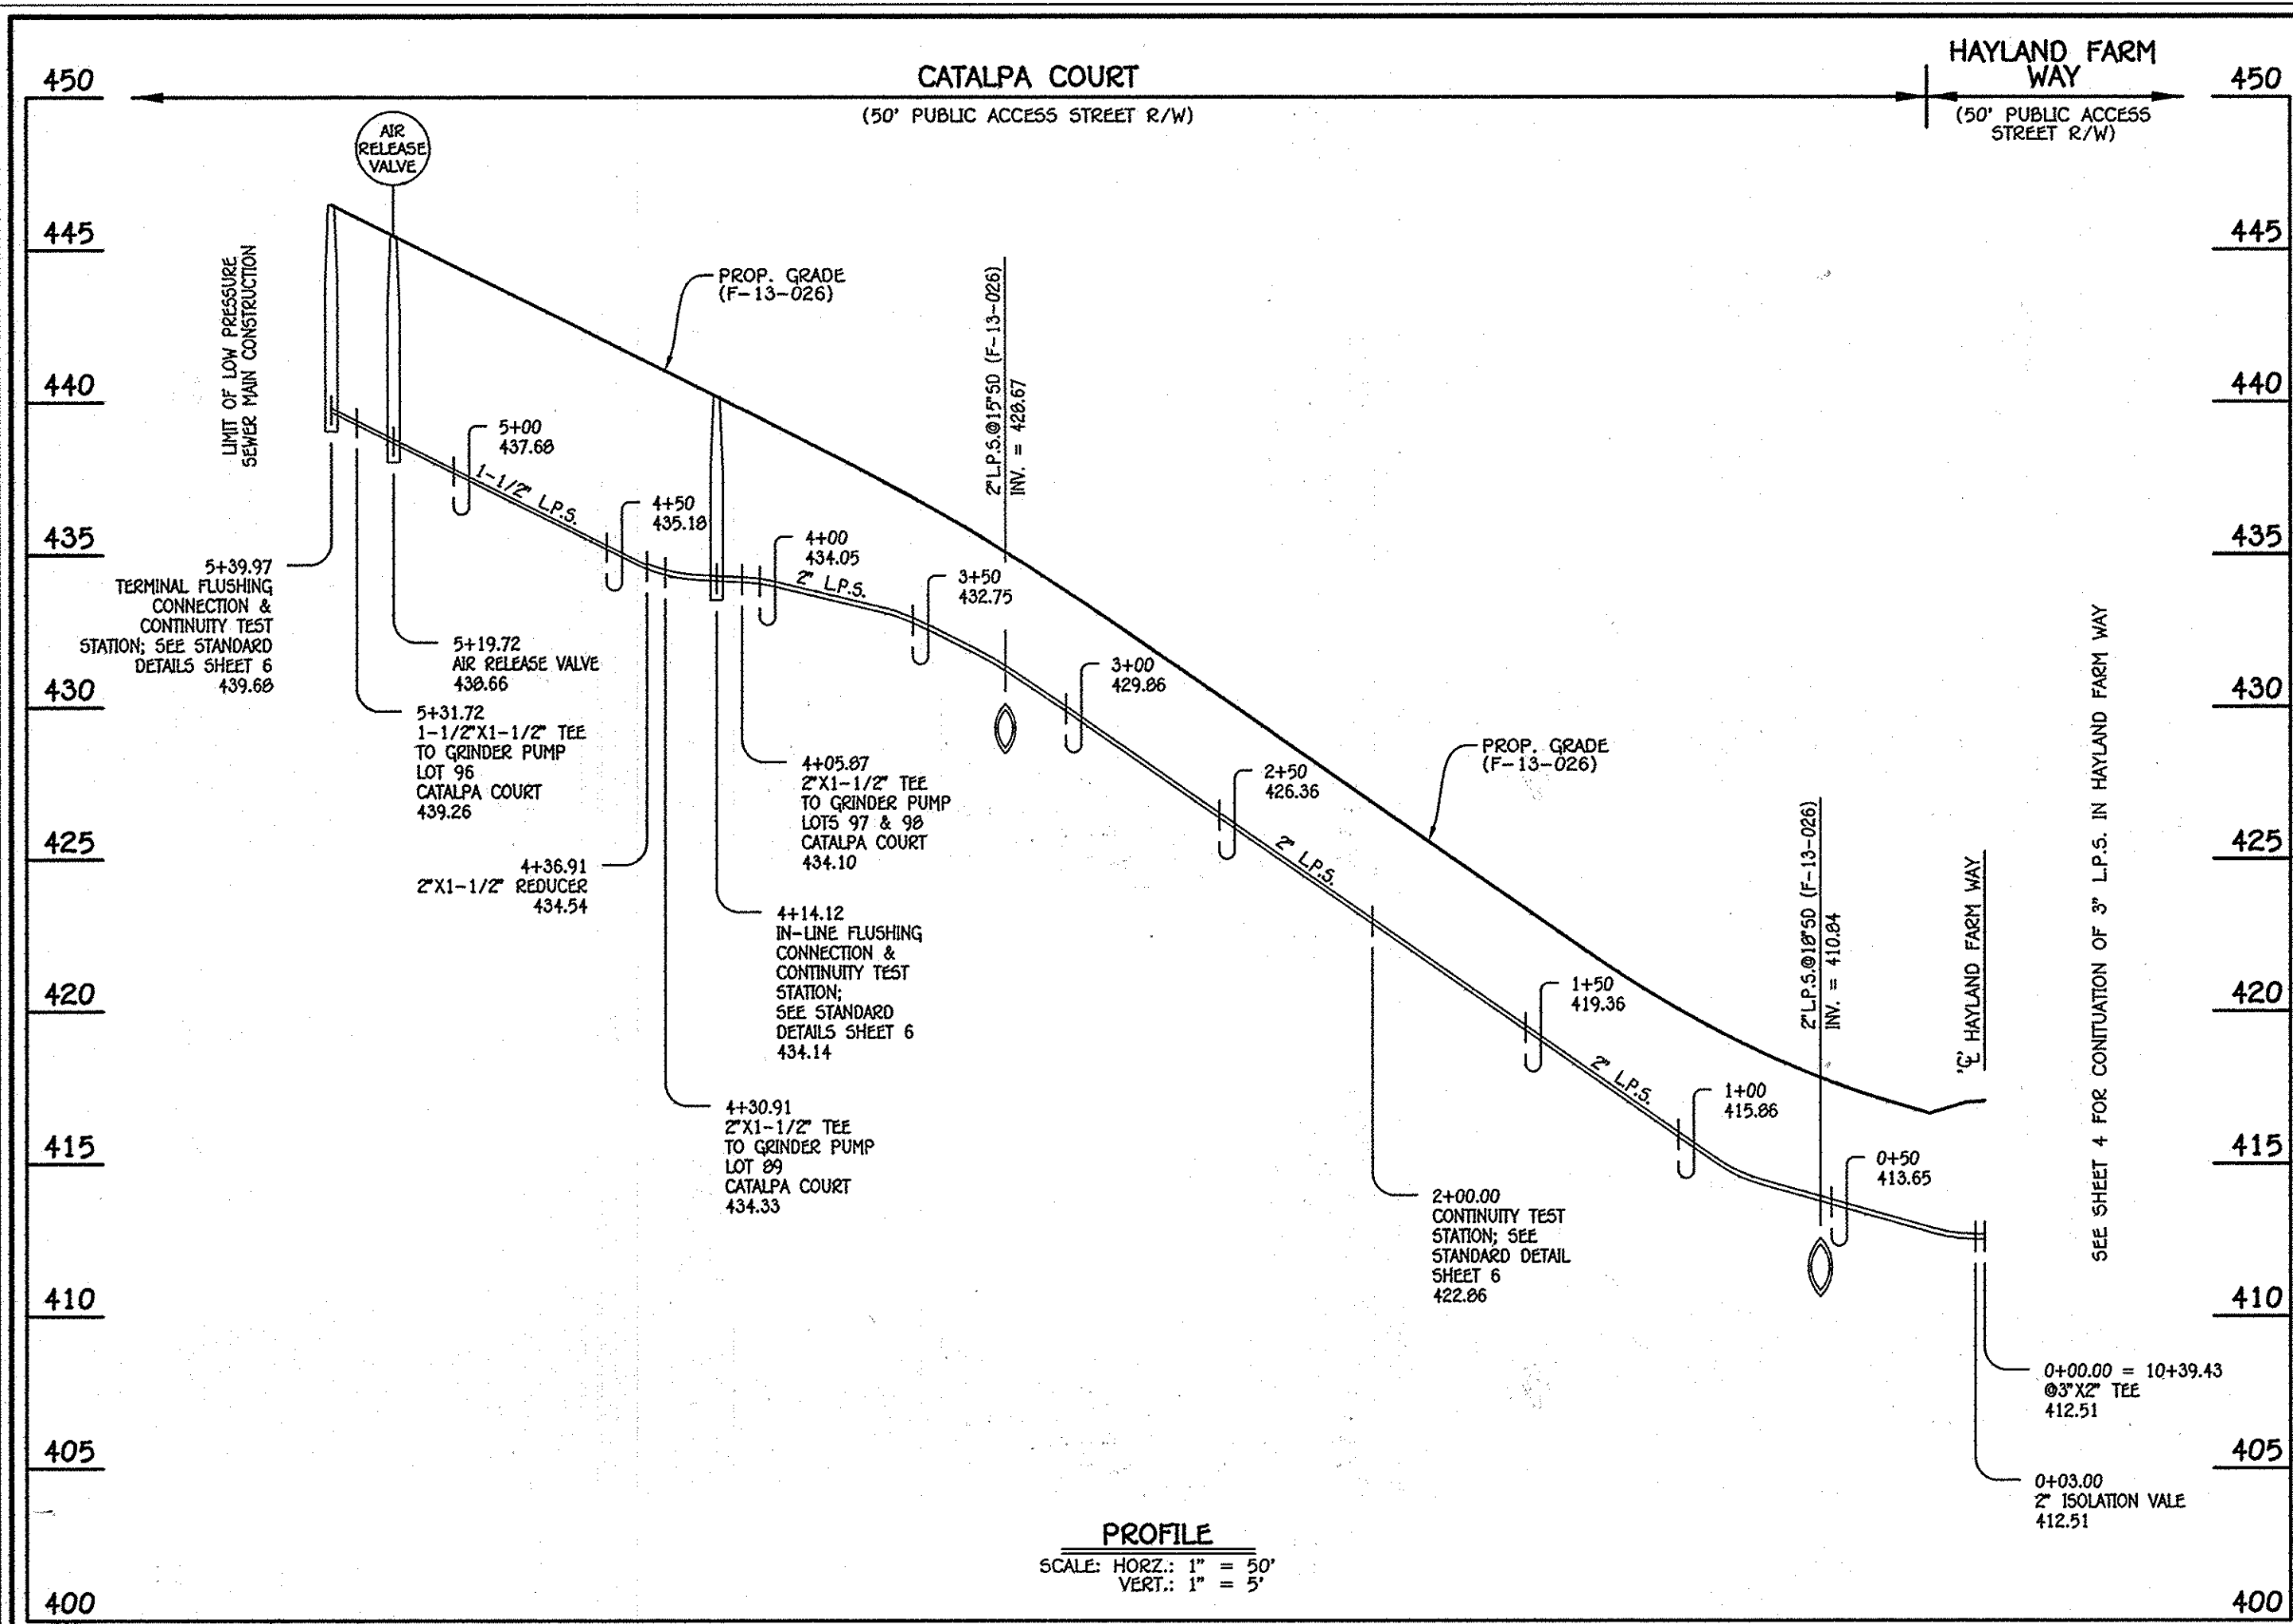 CATALPA COURT
(50' PUBLIC ACCESS STREET R/W)
HAYLAND FARM
WAY
(50' PUBLIC ACCESS
STREET R/W)
450
445
440
435
430
425
420
415
410
405
400
450
445
440
435
430
425
420
415
410
405
400
AIR
RELEASE
VALVE
LIMIT OF LOW PRESSURE
SEWER MAIN CONSTRUCTION
PROP. GRADE
(F-13-026)
2" L.P.S.@15"SD (F-13-026)
INV. = 428.67
5+00
437.68
1-1/2" L.P.S.
4+50
435.18
4+00
434.05
2" L.P.S.
3+50
432.75
3+00
429.86
2+50
426.36
2" L.P.S.
PROP. GRADE
(F-13-026)
1+50
419.36
2" L.P.S.
1+00
415.86
0+50
413.65
2" L.P.S.@18"SD (F-13-026)
INV. = 410.84
℄ HAYLAND FARM WAY
SEE SHEET 4 FOR CONITUATION OF 3" L.P.S. IN HAYLAND FARM WAY
5+39.97
TERMINAL FLUSHING
CONNECTION &
CONTINUITY TEST
STATION; SEE STANDARD
DETAILS SHEET 6
439.68
5+19.72
AIR RELEASE VALVE
438.66
5+31.72
1-1/2"X1-1/2" TEE
TO GRINDER PUMP
LOT 96
CATALPA COURT
439.26
4+36.91
2"X1-1/2" REDUCER
434.54
4+05.87
2"X1-1/2" TEE
TO GRINDER PUMP
LOTS 97 & 98
CATALPA COURT
434.10
4+14.12
IN-LINE FLUSHING
CONNECTION &
CONTINUITY TEST
STATION;
SEE STANDARD
DETAILS SHEET 6
434.14
4+30.91
2"X1-1/2" TEE
TO GRINDER PUMP
LOT 89
CATALPA COURT
434.33
2+00.00
CONTINUITY TEST
STATION; SEE
STANDARD DETAIL
SHEET 6
422.86
0+00.00 = 10+39.43
@3"X2" TEE
412.51
0+03.00
2" ISOLATION VALE
412.51
PROFILE
SCALE: HORZ.: 1" = 50'
VERT.: 1" = 5'